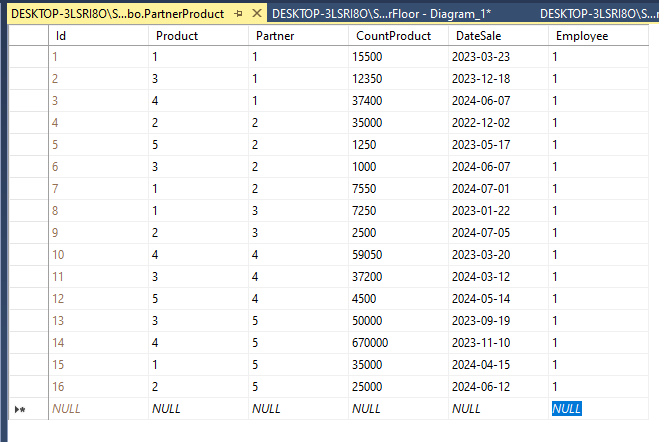 DESKTOP-3LSRI8O\S...bo.PartnerProduct DESKTOP-3LSRI8O\S...rFloor - Diagram_1* DESKTOP-3LSRI8O\S...r
Id Product Partner CountProduct DateSale Employee
1 1 1 15500 2023-03-23 1
2 3 1 12350 2023-12-18 1
3 4 1 37400 2024-06-07 1
4 2 2 35000 2022-12-02 1
5 5 2 1250 2023-05-17 1
6 3 2 1000 2024-06-07 1
7 1 2 7550 2024-07-01 1
8 1 3 7250 2023-01-22 1
9 2 3 2500 2024-07-05 1
10 4 4 59050 2023-03-20 1
11 3 4 37200 2024-03-12 1
12 5 4 4500 2024-05-14 1
13 3 5 50000 2023-09-19 1
14 4 5 670000 2023-11-10 1
15 1 5 35000 2024-04-15 1
16 2 5 25000 2024-06-12 1
NULL NULL NULL NULL NULL NULL